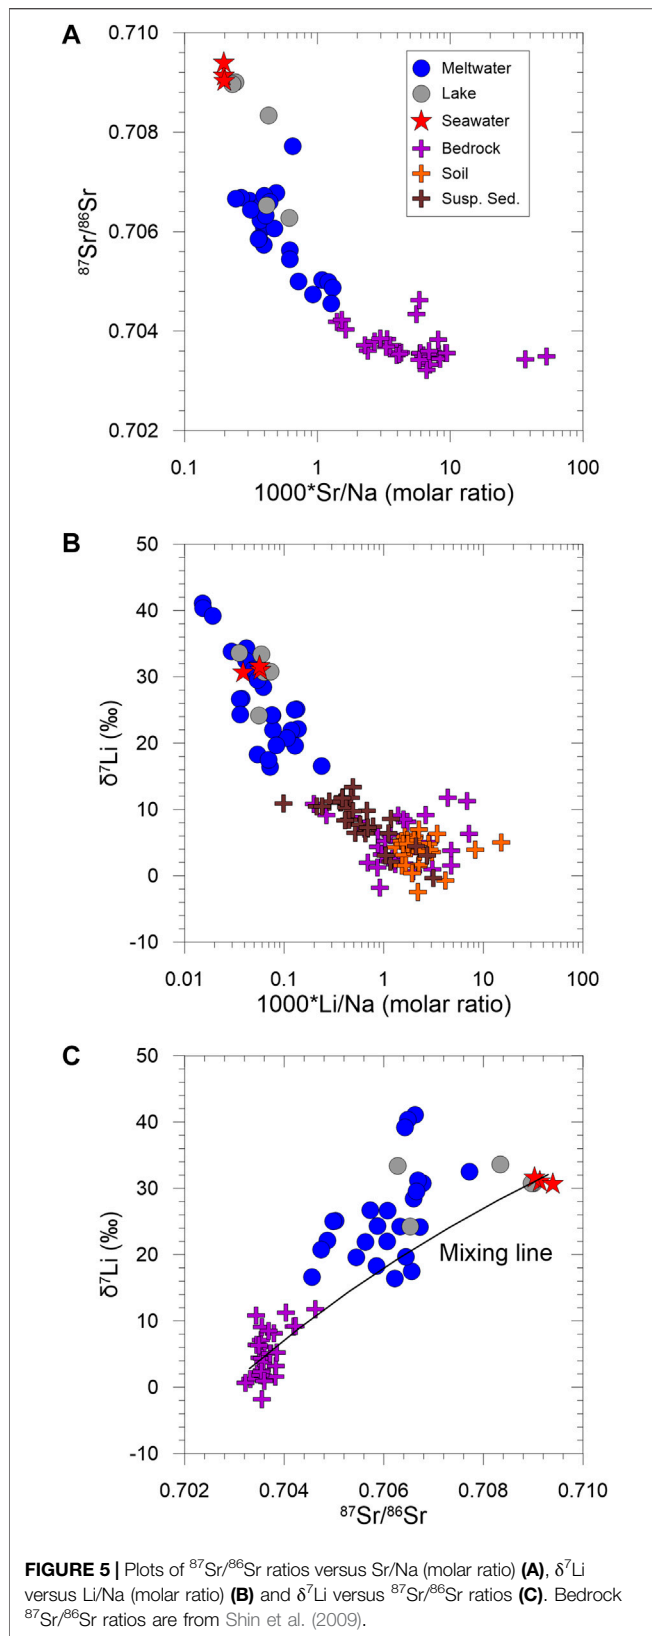 A
0.710
0.708
0.706
0.704
0.702
⁸⁷Sr/⁸⁶Sr
Meltwater
Lake
Seawater
Bedrock
Soil
Susp. Sed.
0.1 1 10 100
1000*Sr/Na (molar ratio)
B
50
40
30
20
10
0
-10
δ⁷Li (‰)
0.01 0.1 1 10 100
1000*Li/Na (molar ratio)
C
50
40
30
20
10
0
-10
δ⁷Li (‰)
Mixing line
0.702 0.704 0.706 0.708 0.710
⁸⁷Sr/⁸⁶Sr
FIGURE 5 | Plots of ⁸⁷Sr/⁸⁶Sr ratios versus Sr/Na (molar ratio) (A), δ⁷Li
versus Li/Na (molar ratio) (B) and δ⁷Li versus ⁸⁷Sr/⁸⁶Sr ratios (C). Bedrock
⁸⁷Sr/⁸⁶Sr ratios are from Shin et al. (2009).